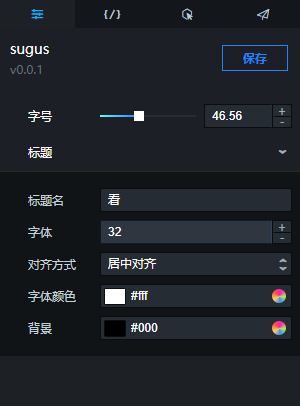 {/}
sugus
v0.0.1
保存
字号 46.56 + -
标题
标题名 看
字体 32 + -
对齐方式 居中对齐
字体颜色 #fff
背景 #000